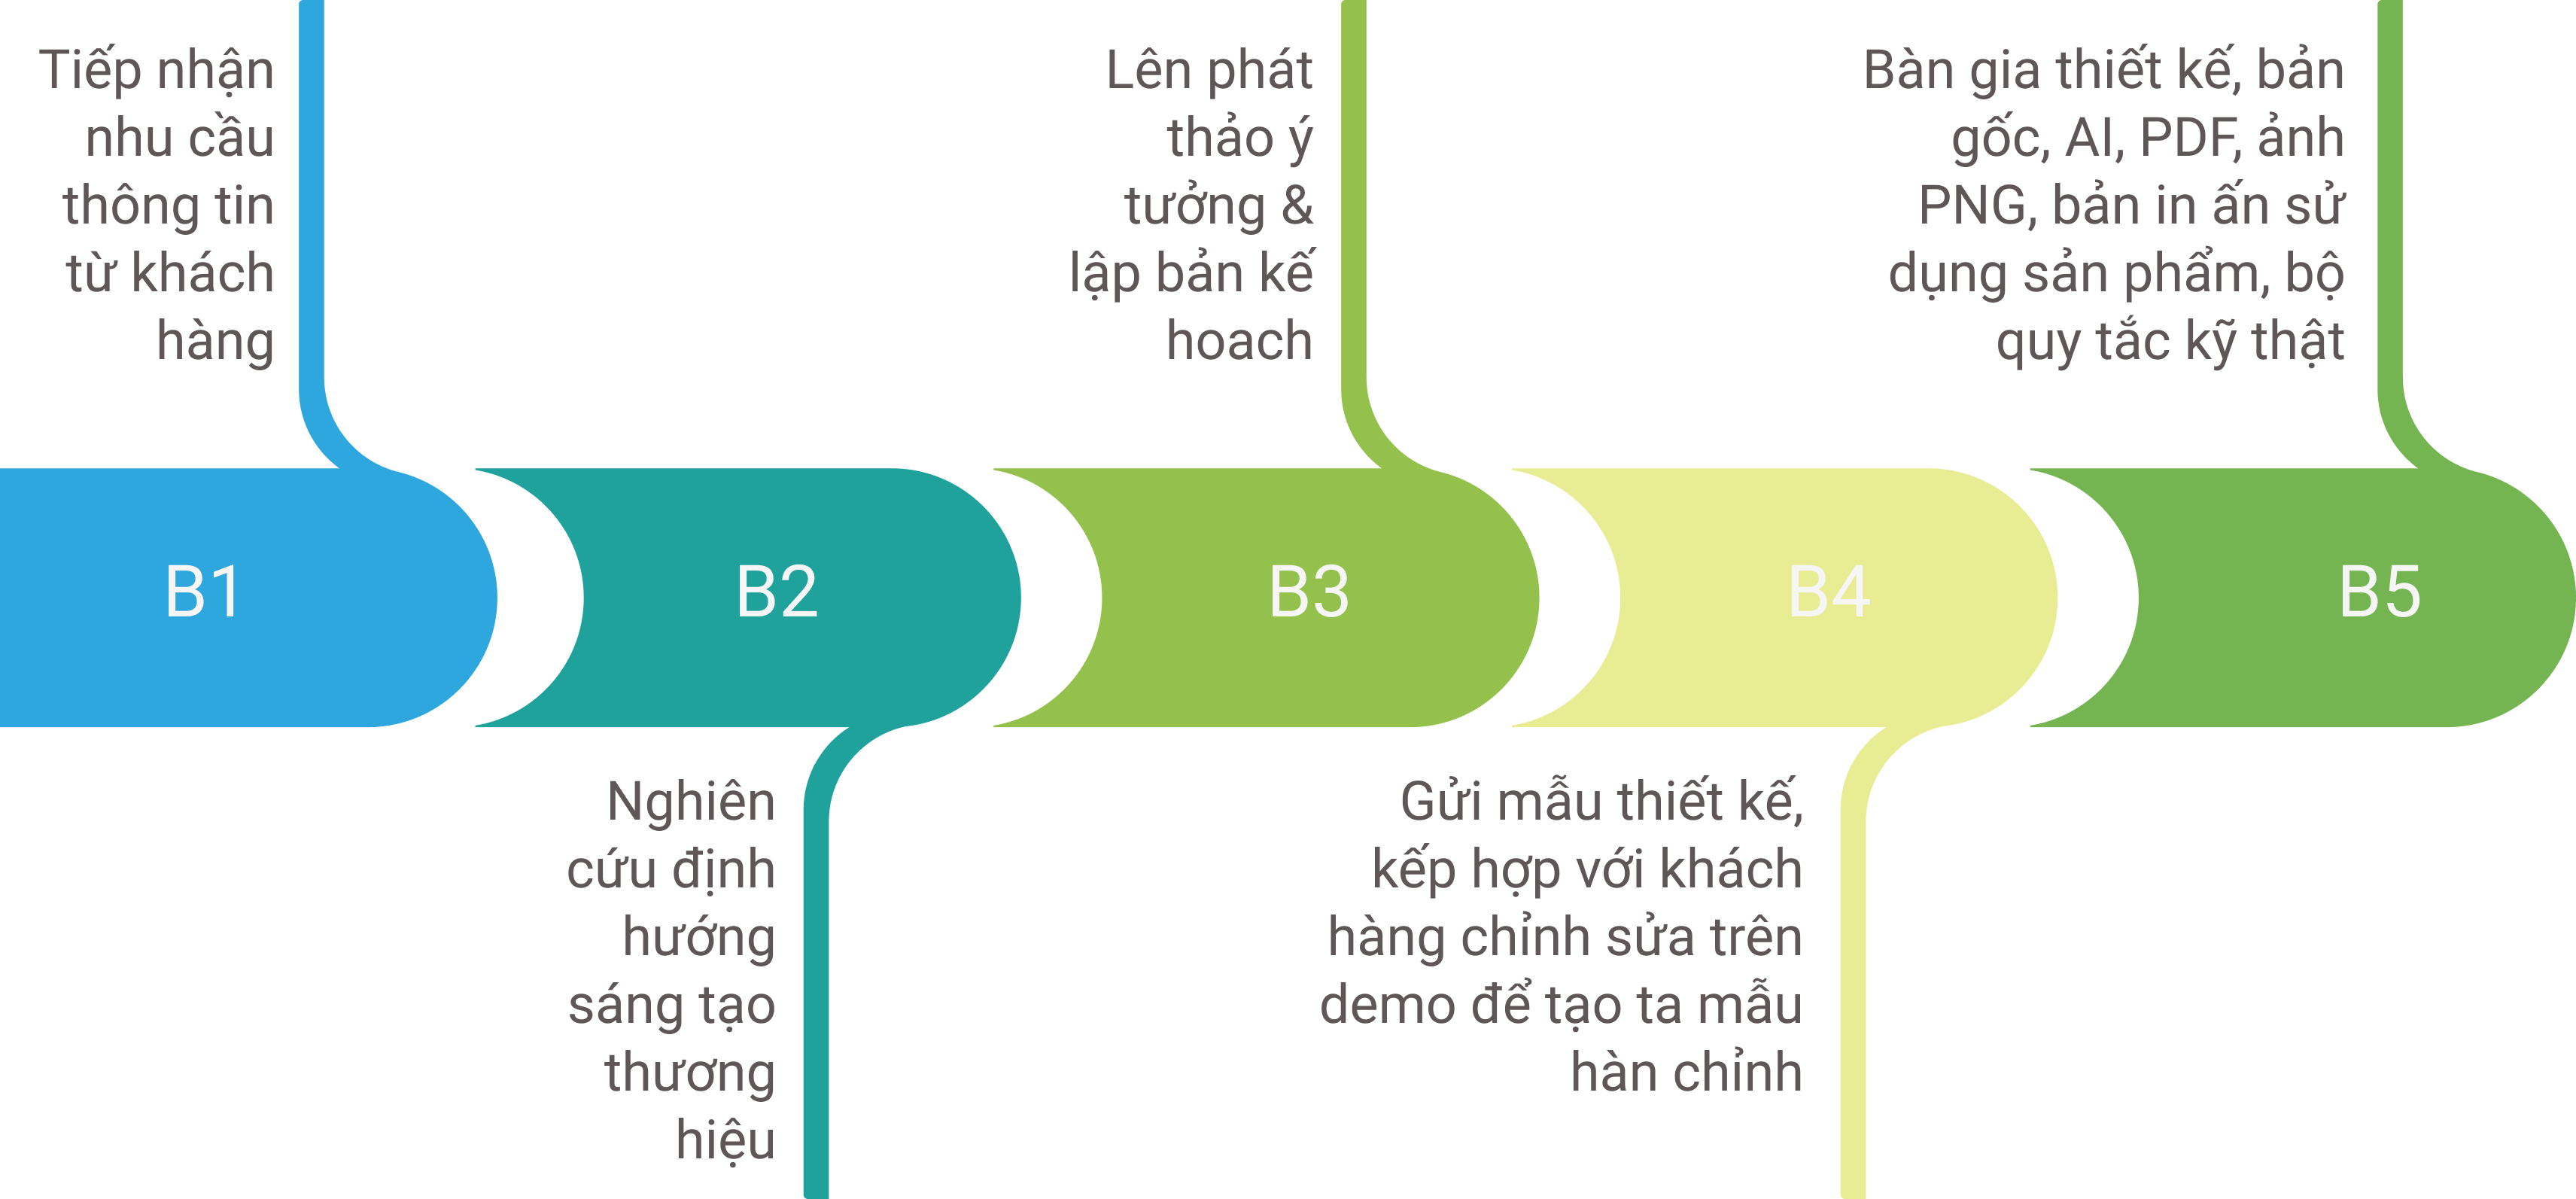 Tiếp nhận
nhu cầu
thông tin
từ khách
hàng
B1
Nghiên
cứu định
hướng
sáng tạo
thương
hiệu
B2
Lên phát
thảo ý
tưởng &
lập bản kế
hoach
B3
Gửi mẫu thiết kế,
kếp hợp với khách
hàng chỉnh sửa trên
demo để tạo ta mẫu
hàn chỉnh
B4
Bàn gia thiết kế, bản
gốc, AI, PDF, ảnh
PNG, bản in ấn sử
dụng sản phẩm, bộ
quy tắc kỹ thật
B5